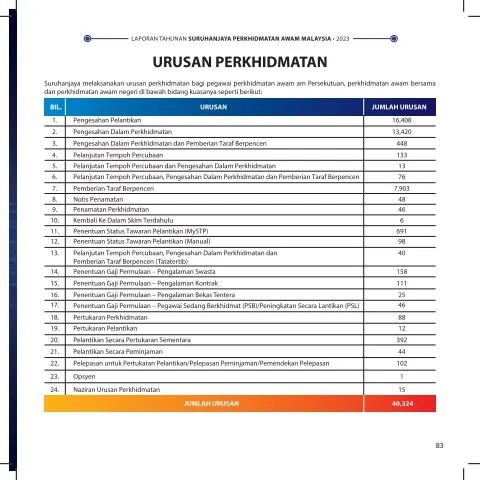 LAPORAN TAHUNAN SURUHANJAYA PERKHIDMATAN AWAM MALAYSIA • 2023
URUSAN PERKHIDMATAN
Suruhanjaya melaksanakan urusan perkhidmatan bagi pegawai perkhidmatan awam am Persekutuan, perkhidmatan awam bersama
dan perkhidmatan awam negeri di bawah bidang kuasanya seperti berikut:
BIL. URUSAN JUMLAH URUSAN
1. Pengesahan Pelantikan 16,408
2. Pengesahan Dalam Perkhidmatan 13,420
3. Pengesahan Dalam Perkhidmatan dan Pemberian Taraf Berpencen 448
4. Pelanjutan Tempoh Percubaan 133
5. Pelanjutan Tempoh Percubaan dan Pengesahan Dalam Perkhidmatan 13
6. Pelanjutan Tempoh Percubaan, Pengesahan Dalam Perkhidmatan dan Pemberian Taraf Berpencen 76
7. Pemberian Taraf Berpencen 7,903
8. Notis Penamatan 48
9. Penamatan Perkhidmatan 46
10. Kembali Ke Dalam Skim Terdahulu 6
11. Penentuan Status Tawaran Pelantikan (MySTP) 691
12. Penentuan Status Tawaran Pelantikan (Manual) 98
13. Pelanjutan Tempoh Percubaan, Pengesahan Dalam Perkhidmatan dan 40
Pemberian Taraf Berpencen (Tatatertib)
14. Penentuan Gaji Permulaan – Pengalaman Swasta 158
15. Penentuan Gaji Permulaan – Pengalaman Kontrak 111
16. Penentuan Gaji Permulaan – Pengalaman Bekas Tentera 25
17. Penentuan Gaji Permulaan – Pegawai Sedang Berkhidmat (PSB)/Peningkatan Secara Lantikan (PSL) 46
18. Pertukaran Perkhidmatan 88
19. Pertukaran Pelantikan 12
20. Pelantikan Secara Pertukaran Sementara 392
21. Pelantikan Secara Peminjaman 44
22. Pelepasan untuk Pertukaran Pelantikan/Pelepasan Peminjaman/Pemendekan Pelepasan 102
23. Opsyen 1
24. Naziran Urusan Perkhidmatan 15
JUMLAH URUSAN 40,324
83